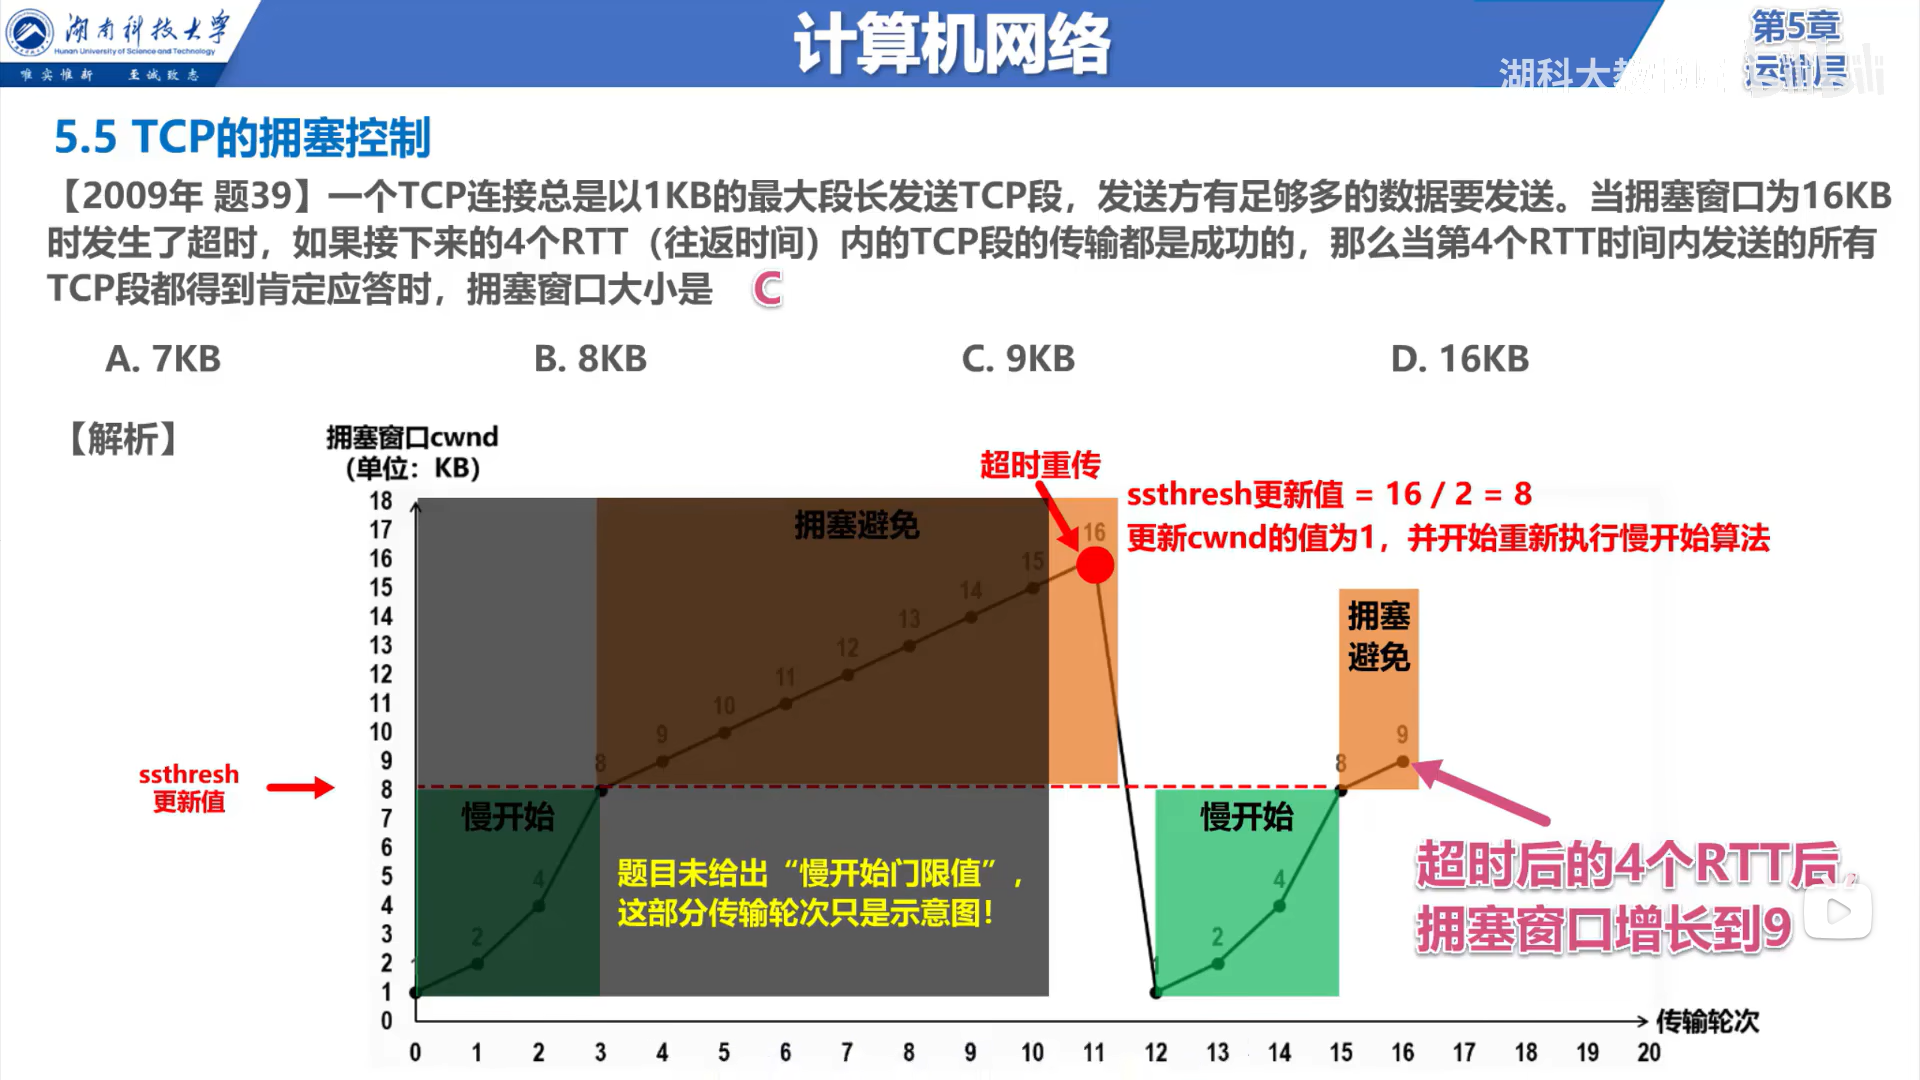 湖南科技大学
Hunan University of Science and Technology
唯实惟新 至诚致志
计算机网络
第5章
运输层
湖科大教
5.5 TCP的拥塞控制
【2009年 题39】一个TCP连接总是以1KB的最大段长发送TCP段，发送方有足够多的数据要发送。当拥塞窗口为16KB
时发生了超时，如果接下来的4个RTT（往返时间）内的TCP段的传输都是成功的，那么当第4个RTT时间内发送的所有
TCP段都得到肯定应答时，拥塞窗口大小是 C
A. 7KB B. 8KB C. 9KB D. 16KB
【解析】
拥塞窗口cwnd
（单位：KB）
超时重传
ssthresh更新值 = 16 / 2 = 8
更新cwnd的值为1，并开始重新执行慢开始算法
18
17
16
15
14
13
12
11
10
9
8
7
6
5
4
3
2
1
0
拥塞避免
2
4
8
9
10
11
12
13
14
15
16
1
2
4
8
9
拥塞
避免
ssthresh
更新值
慢开始
慢开始
题目未给出“慢开始门限值”，
这部分传输轮次只是示意图！
超时后的4个RTT后，
拥塞窗口增长到9
传输轮次
0 1 2 3 4 5 6 7 8 9 10 11 12 13 14 15 16 17 18 19 20